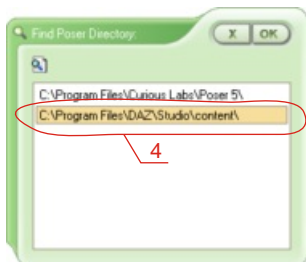 Find Poser Directory:
X OK
C:\Program Files\Curious Labs\Poser 5\
C:\Program Files\DAZ\Studio\content\
4